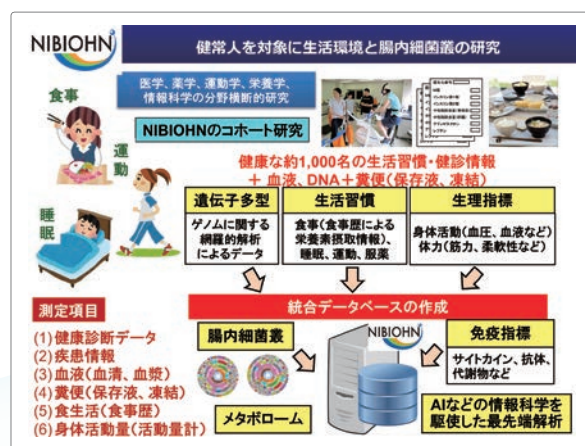 NIBIOHN
健常人を対象に生活環境と腸内細菌叢の研究
医学、薬学、運動学、栄養学、
情報科学の分野横断的研究
NIBIOHNのコホート研究
食事
運動
睡眠
健康な約1,000名の生活習慣・健診情報
+ 血液、DNA+糞便(保存液、凍結)
遺伝子多型
ゲノムに関する
網羅的解析
によるデータ
生活習慣
食事(食事歴による
栄養素摂取情報)、
睡眠、運動、服薬
生理指標
身体活動(血圧、血液など)
体力(筋力、柔軟性など)
統合データベースの作成
測定項目
(1)健康診断データ
(2)疾患情報
(3)血液(血清、血漿)
(4)糞便(保存液、凍結)
(5)食生活(食事歴)
(6)身体活動量(活動量計)
腸内細菌叢
メタボローム
NIBIOHN
免疫指標
サイトカイン、抗体、
代謝物など
AIなどの情報科学を
駆使した最先端解析